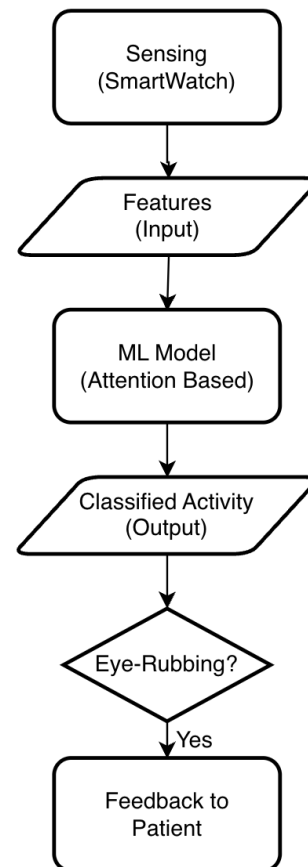 Sensing
(SmartWatch)
Features
(Input)
ML Model
(Attention Based)
Classified Activity
(Output)
Eye-Rubbing?
Yes
Feedback to
Patient